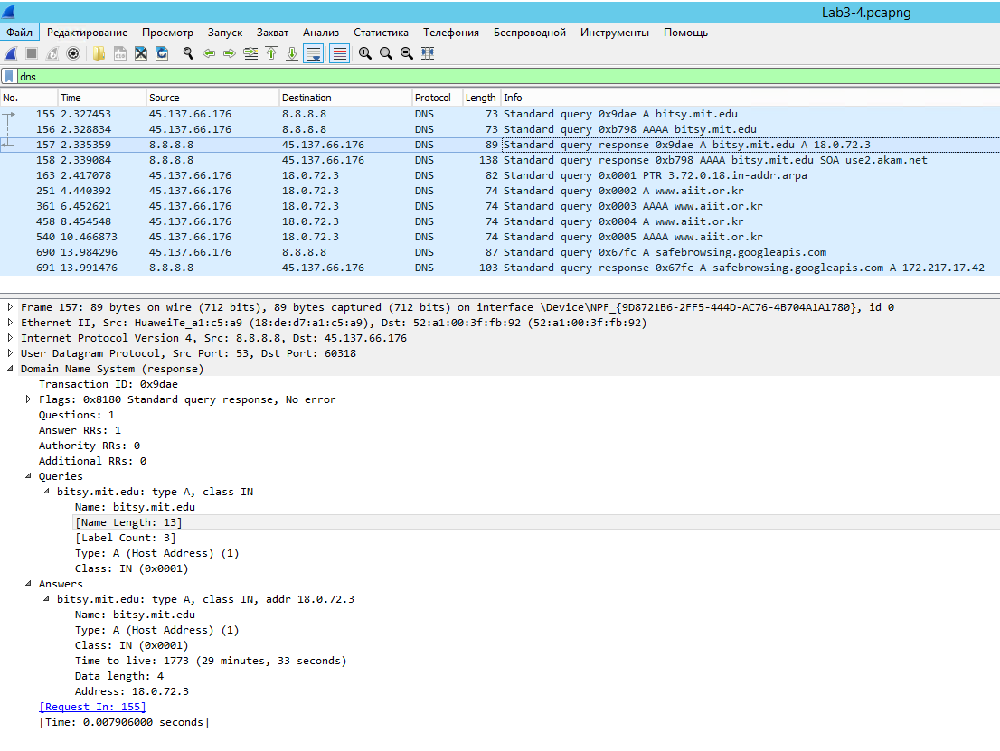 Lab3-4.pcapng
Файл Редактирование Просмотр Запуск Захват Анализ Статистика Телефония Беспроводной Инструменты Помощь
dns
No. Time Source Destination Protocol Length Info
155 2.327453 45.137.66.176 8.8.8.8 DNS 73 Standard query 0x9dae A bitsy.mit.edu
156 2.328834 45.137.66.176 8.8.8.8 DNS 73 Standard query 0xb798 AAAA bitsy.mit.edu
157 2.335359 8.8.8.8 45.137.66.176 DNS 89 Standard query response 0x9dae A bitsy.mit.edu A 18.0.72.3
158 2.339084 8.8.8.8 45.137.66.176 DNS 138 Standard query response 0xb798 AAAA bitsy.mit.edu SOA use2.akam.net
163 2.417078 45.137.66.176 18.0.72.3 DNS 82 Standard query 0x0001 PTR 3.72.0.18.in-addr.arpa
251 4.440392 45.137.66.176 18.0.72.3 DNS 74 Standard query 0x0002 A www.aiit.or.kr
361 6.452621 45.137.66.176 18.0.72.3 DNS 74 Standard query 0x0003 AAAA www.aiit.or.kr
458 8.454548 45.137.66.176 18.0.72.3 DNS 74 Standard query 0x0004 A www.aiit.or.kr
540 10.466873 45.137.66.176 18.0.72.3 DNS 74 Standard query 0x0005 AAAA www.aiit.or.kr
690 13.984296 45.137.66.176 8.8.8.8 DNS 87 Standard query 0x67fc A safebrowsing.googleapis.com
691 13.991476 8.8.8.8 45.137.66.176 DNS 103 Standard query response 0x67fc A safebrowsing.googleapis.com A 172.217.17.42
Frame 157: 89 bytes on wire (712 bits), 89 bytes captured (712 bits) on interface \Device\NPF_{9D8721B6-2FF5-444D-AC76-4B704A1A1780}, id 0
Ethernet II, Src: HuaweiTe_a1:c5:a9 (18:de:d7:a1:c5:a9), Dst: 52:a1:00:3f:fb:92 (52:a1:00:3f:fb:92)
Internet Protocol Version 4, Src: 8.8.8.8, Dst: 45.137.66.176
User Datagram Protocol, Src Port: 53, Dst Port: 60318
Domain Name System (response)
Transaction ID: 0x9dae
Flags: 0x8180 Standard query response, No error
Questions: 1
Answer RRs: 1
Authority RRs: 0
Additional RRs: 0
Queries
bitsy.mit.edu: type A, class IN
Name: bitsy.mit.edu
[Name Length: 13]
[Label Count: 3]
Type: A (Host Address) (1)
Class: IN (0x0001)
Answers
bitsy.mit.edu: type A, class IN, addr 18.0.72.3
Name: bitsy.mit.edu
Type: A (Host Address) (1)
Class: IN (0x0001)
Time to live: 1773 (29 minutes, 33 seconds)
Data length: 4
Address: 18.0.72.3
[Request In: 155]
[Time: 0.007906000 seconds]